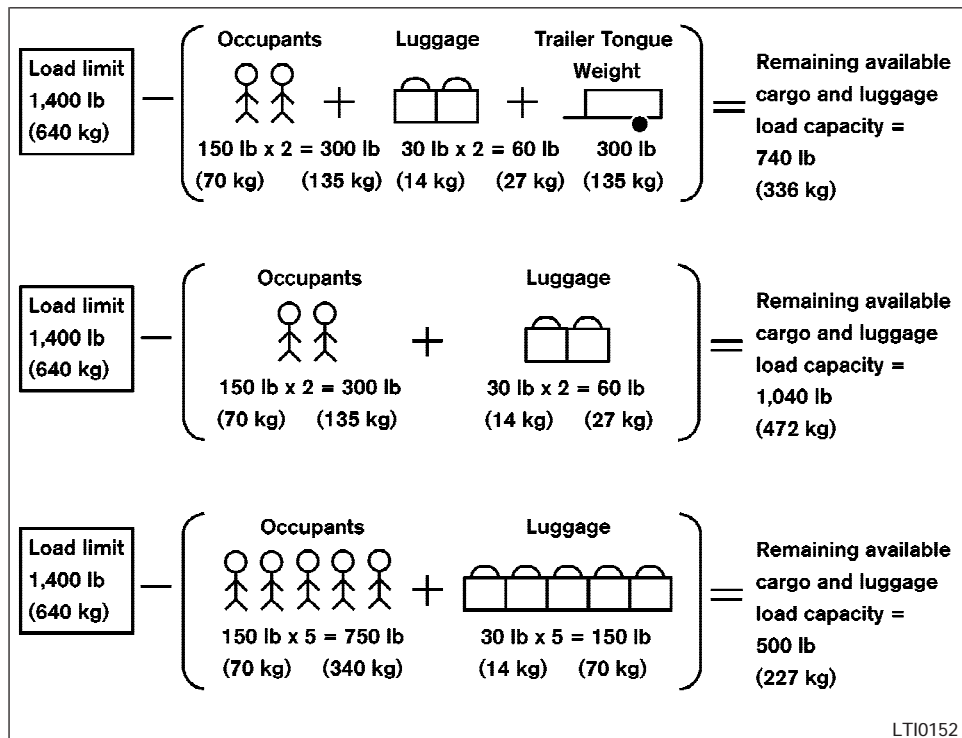 Occupants Luggage Trailer Tongue
Weight
Load limit
1,400 lb
(640 kg)
150 lb x 2 = 300 lb 30 lb x 2 = 60 lb 300 lb
(70 kg) (135 kg) (14 kg) (27 kg) (135 kg)
Remaining available
cargo and luggage
load capacity =
740 lb
(336 kg)
Occupants Luggage
Load limit
1,400 lb
(640 kg)
150 lb x 2 = 300 lb 30 lb x 2 = 60 lb
(70 kg) (135 kg) (14 kg) (27 kg)
Remaining available
cargo and luggage
load capacity =
1,040 lb
(472 kg)
Occupants Luggage
Load limit
1,400 lb
(640 kg)
150 lb x 5 = 750 lb 30 lb x 5 = 150 lb
(70 kg) (340 kg) (14 kg) (70 kg)
Remaining available
cargo and luggage
load capacity =
500 lb
(227 kg)
LTI0152